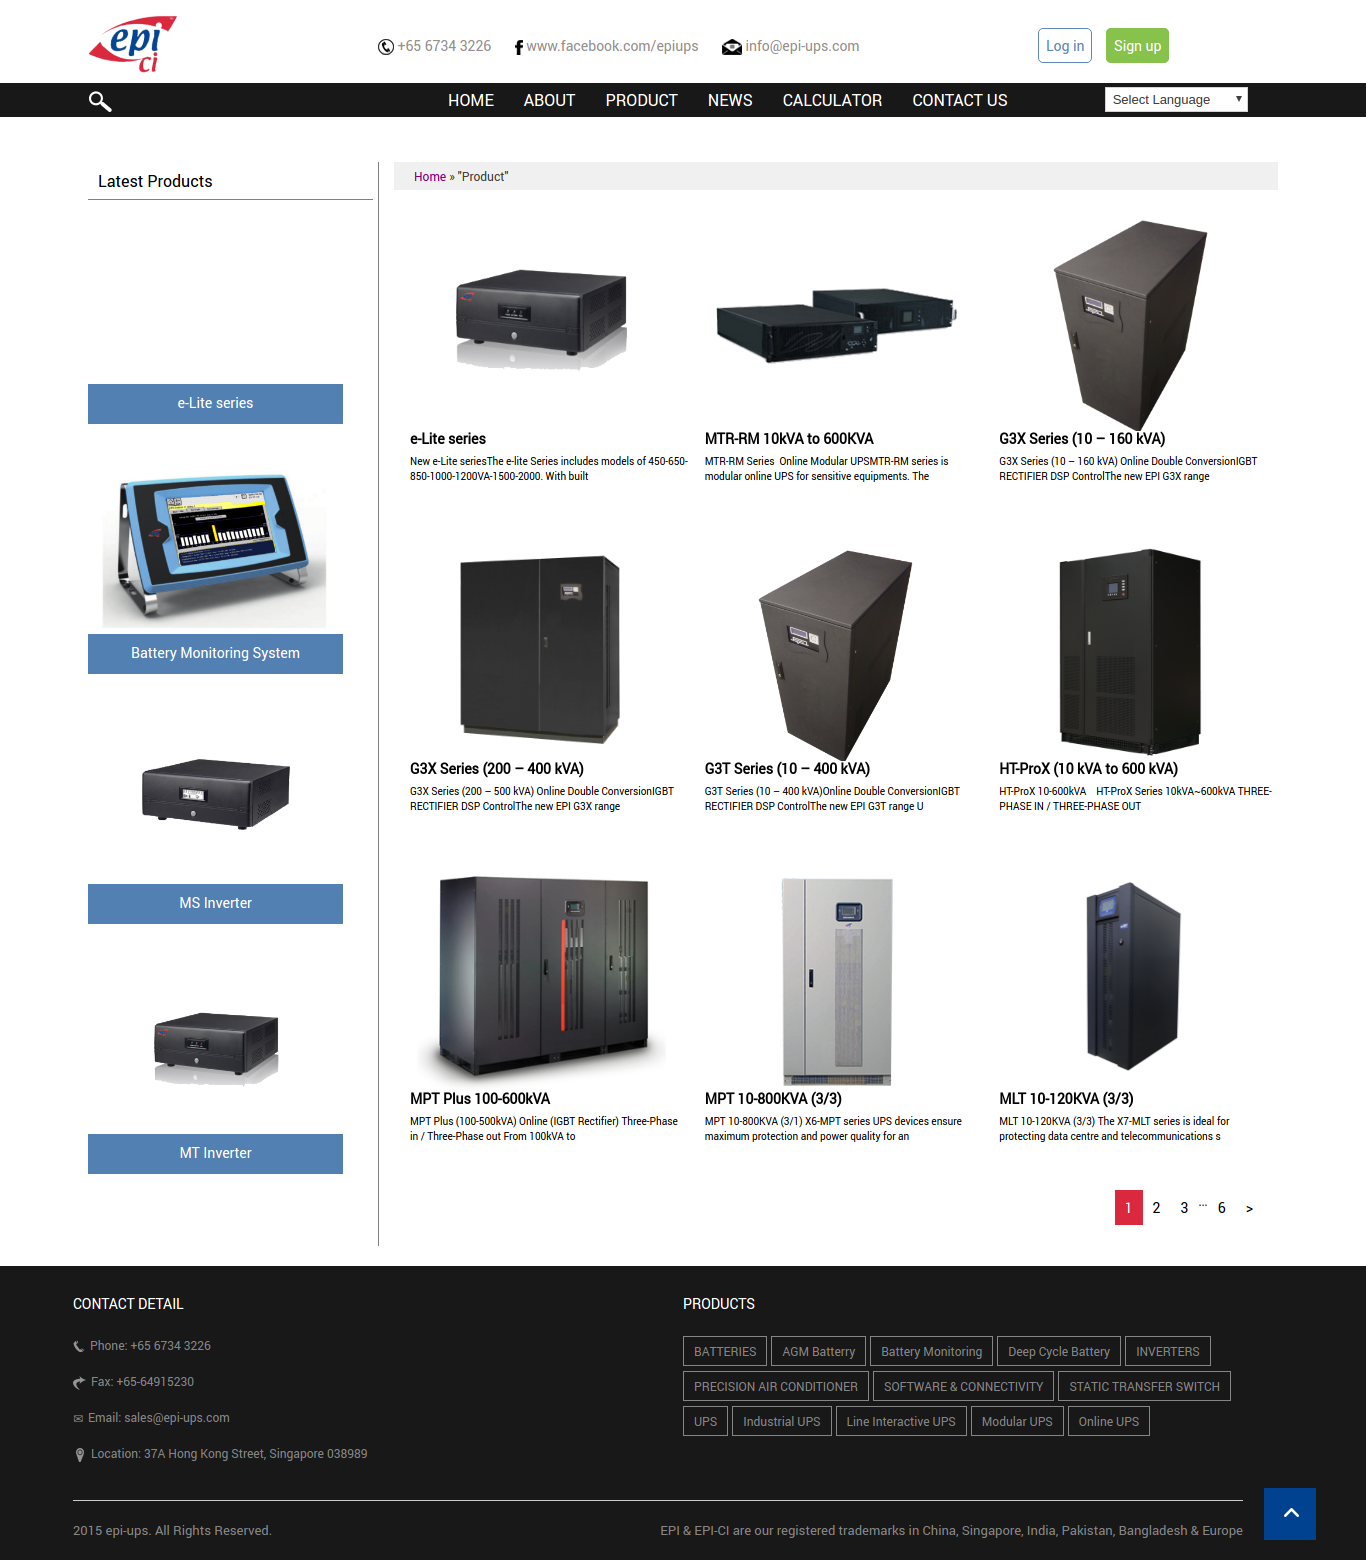 epi
ci
+65 6734 3226
www.facebook.com/epiups
info@epi-ups.com
Log in
Sign up
HOME
ABOUT
PRODUCT
NEWS
CALCULATOR
CONTACT US
Select Language
Latest Products
e-Lite series
Battery Monitoring System
MS Inverter
MT Inverter
Home » "Product"
e-Lite series
New e-Lite seriesThe e-lite Series includes models of 450-650-
850-1000-1200VA-1500-2000. With built
MTR-RM 10kVA to 600KVA
MTR-RM Series Online Modular UPSMTR-RM series is
modular online UPS for sensitive equipments. The
G3X Series (10 – 160 kVA)
G3X Series (10 – 160 kVA) Online Double ConversionIGBT
RECTIFIER DSP ControlThe new EPI G3X range
G3X Series (200 – 400 kVA)
G3X Series (200 – 500 kVA) Online Double ConversionIGBT
RECTIFIER DSP ControlThe new EPI G3X range
G3T Series (10 – 400 kVA)
G3T Series (10 – 400 kVA)Online Double ConversionIGBT
RECTIFIER DSP ControlThe new EPI G3T range U
HT-ProX (10 kVA to 600 kVA)
HT-ProX 10-600kVA HT-ProX Series 10kVA~600kVA THREE-
PHASE IN / THREE-PHASE OUT
MPT Plus 100-600kVA
MPT Plus (100-500kVA) Online (IGBT Rectifier) Three-Phase
in / Three-Phase out From 100kVA to
MPT 10-800KVA (3/3)
MPT 10-800KVA (3/1) X6-MPT series UPS devices ensure
maximum protection and power quality for an
MLT 10-120KVA (3/3)
MLT 10-120KVA (3/3) The X7-MLT series is ideal for
protecting data centre and telecommunications s
1 2 3 ... 6 >
CONTACT DETAIL
Phone: +65 6734 3226
Fax: +65-64915230
Email: sales@epi-ups.com
Location: 37A Hong Kong Street, Singapore 038989
PRODUCTS
BATTERIES AGM Batterry Battery Monitoring Deep Cycle Battery INVERTERS
PRECISION AIR CONDITIONER SOFTWARE & CONNECTIVITY STATIC TRANSFER SWITCH
UPS Industrial UPS Line Interactive UPS Modular UPS Online UPS
2015 epi-ups. All Rights Reserved.
EPI & EPI-CI are our registered trademarks in China, Singapore, India, Pakistan, Bangladesh & Europe